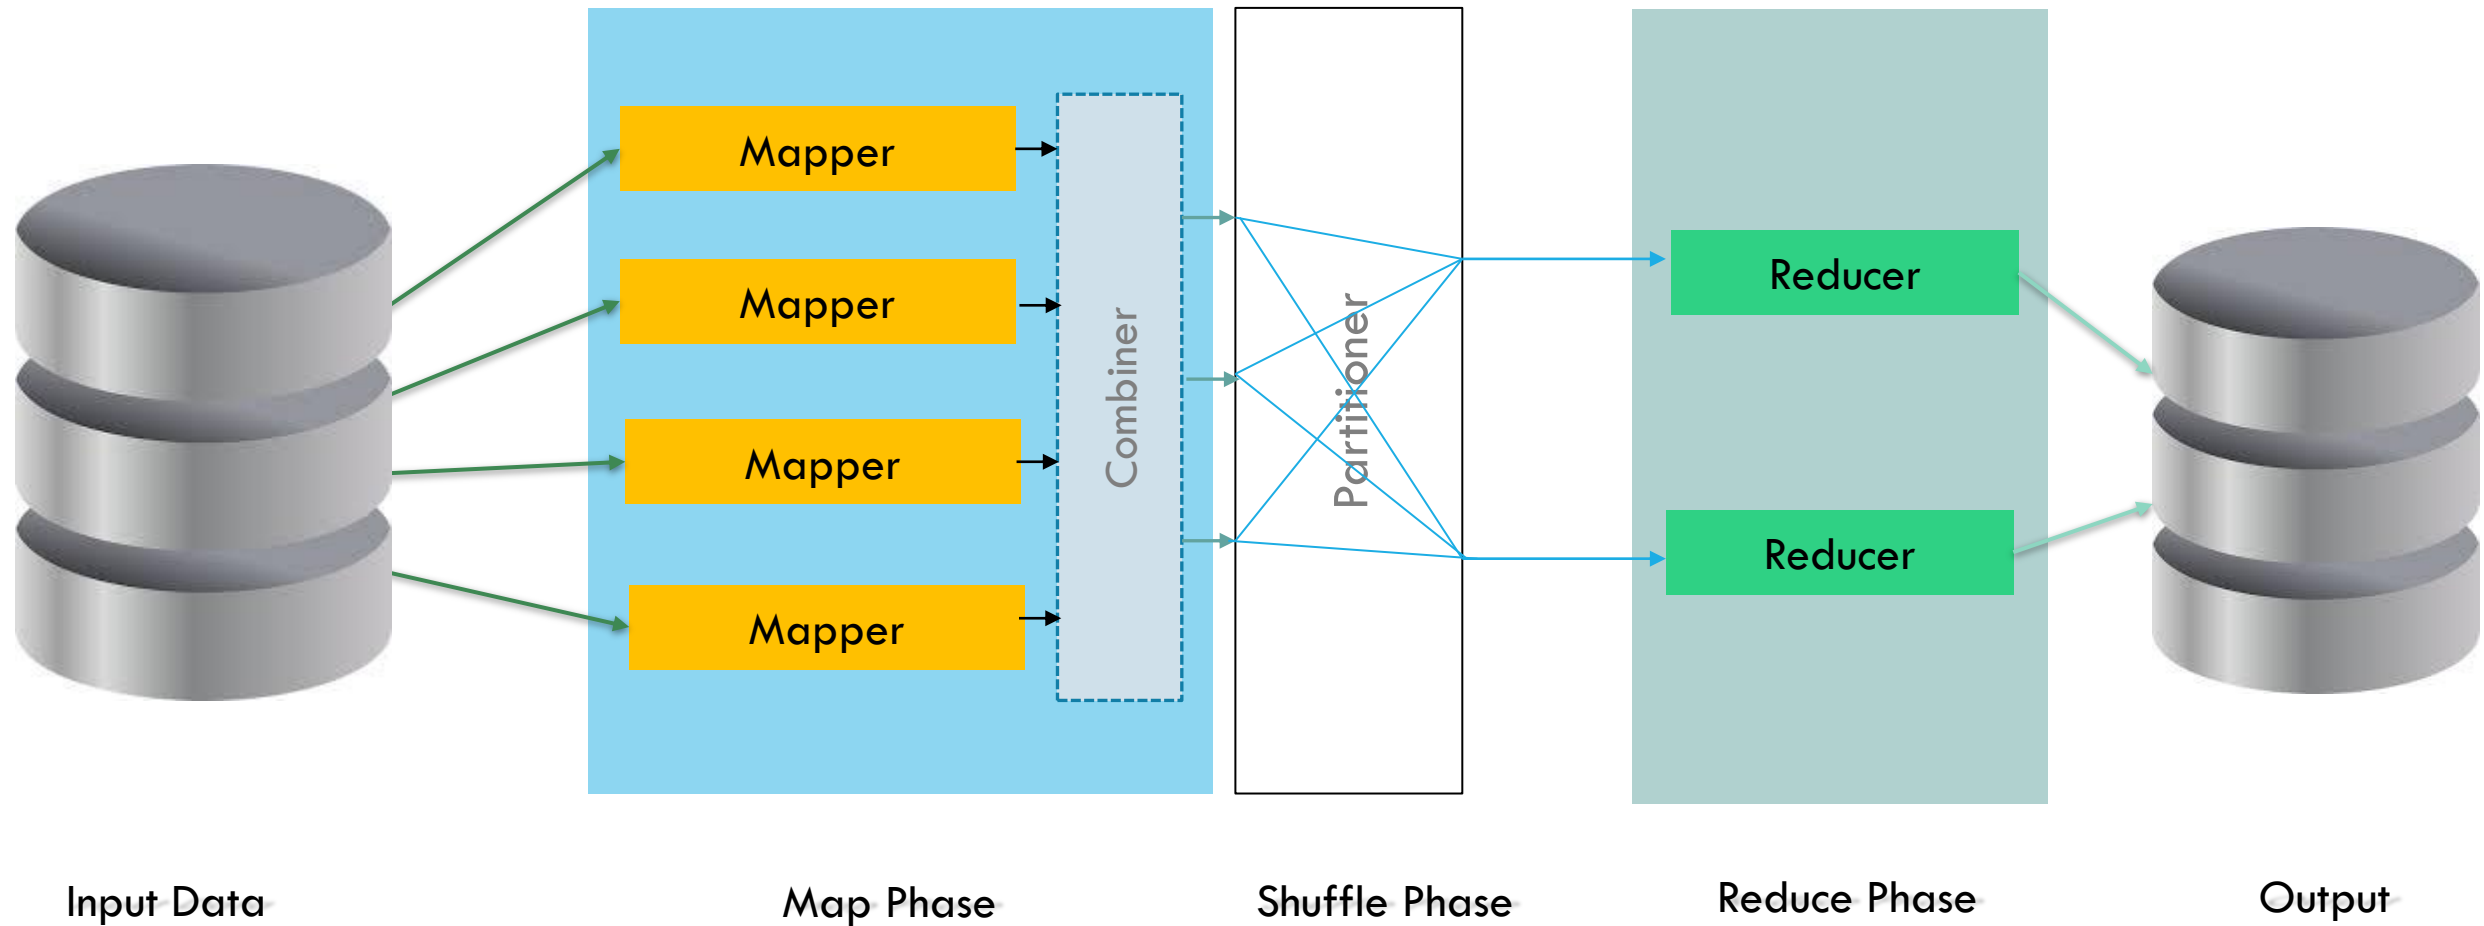 Mapper
Mapper
Mapper
Mapper
Combiner
Partitioner
Reducer
Reducer
Input Data
Map Phase
Shuffle Phase
Reduce Phase
Output